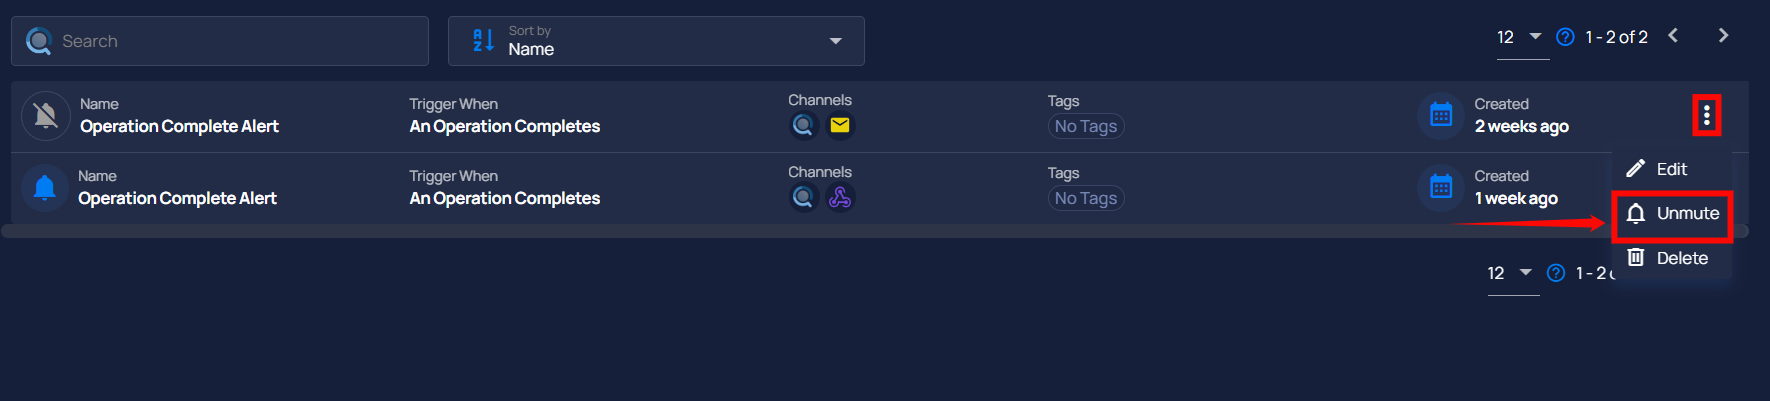 Search
Sort by
Name
12
1 - 2 of 2
Name
Operation Complete Alert
Trigger When
An Operation Completes
Channels
Tags
No Tags
Created
2 weeks ago
Name
Operation Complete Alert
Trigger When
An Operation Completes
Channels
Tags
No Tags
Created
1 week ago
Edit
Unmute
Delete
12
1 - 2